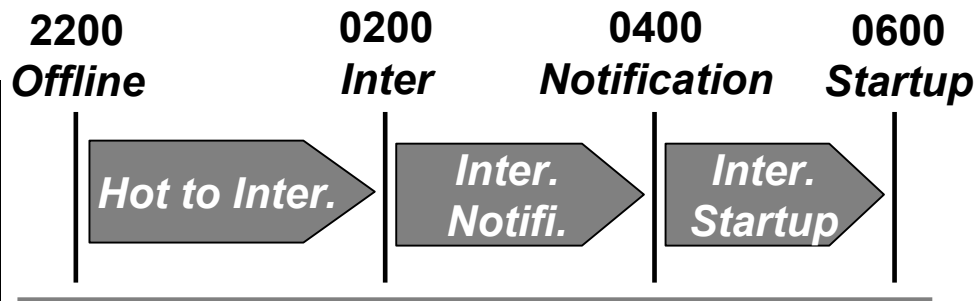 2200 0200 0400 0600
Offline Inter Notification Startup
Hot to Inter.
Inter.
Notifi.
Inter.
Startup